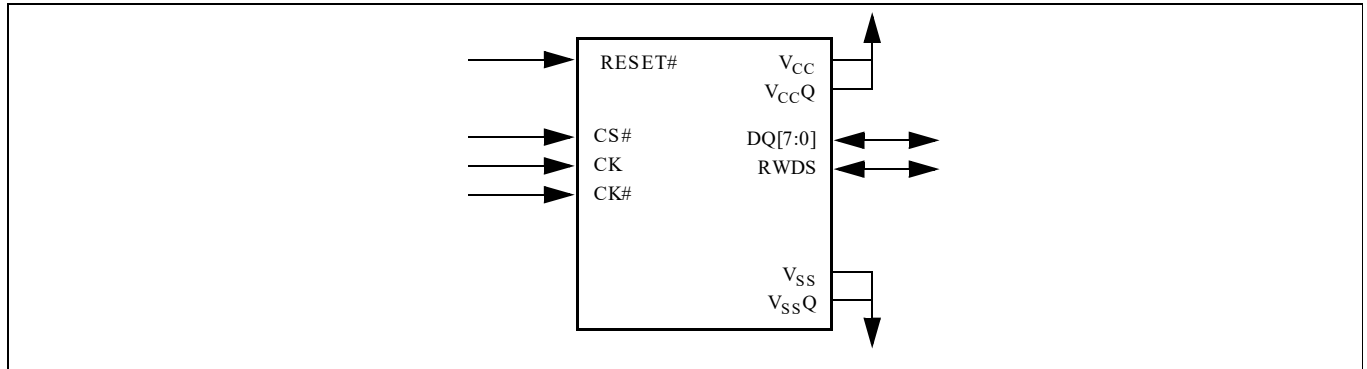 RESET#
CS#
CK
CK#
VCC
VCCQ
DQ[7:0]
RWDS
VSS
VSSQ